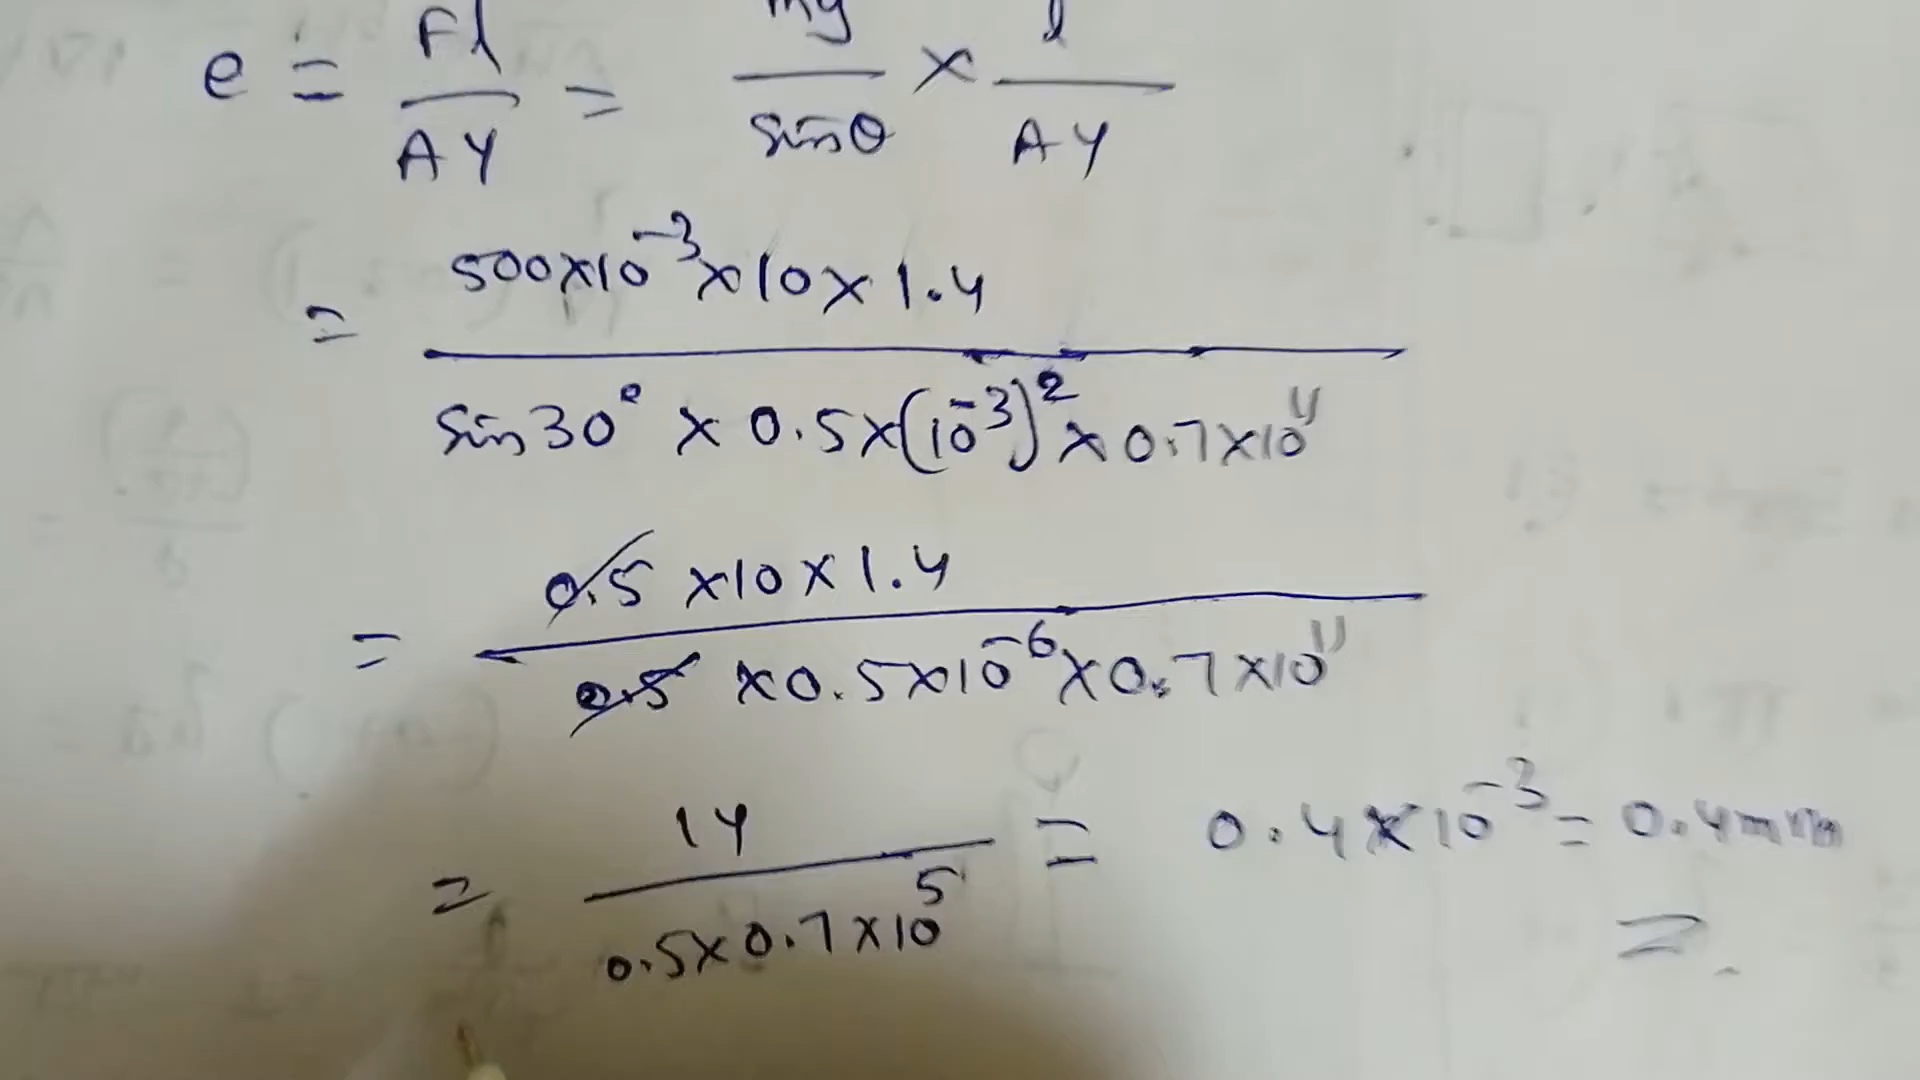 e = Fl/AY = mg/sinθ × l/AY
= 500×10⁻³×10×1.4 / sin30° × 0.5×(10⁻³)²×0.7×10¹¹
= 0.5×10×1.4 / 0.5×0.5×10⁻⁶×0.7×10¹¹
= 14 / 0.5×0.7×10⁵ = 0.4×10⁻³ = 0.4mm